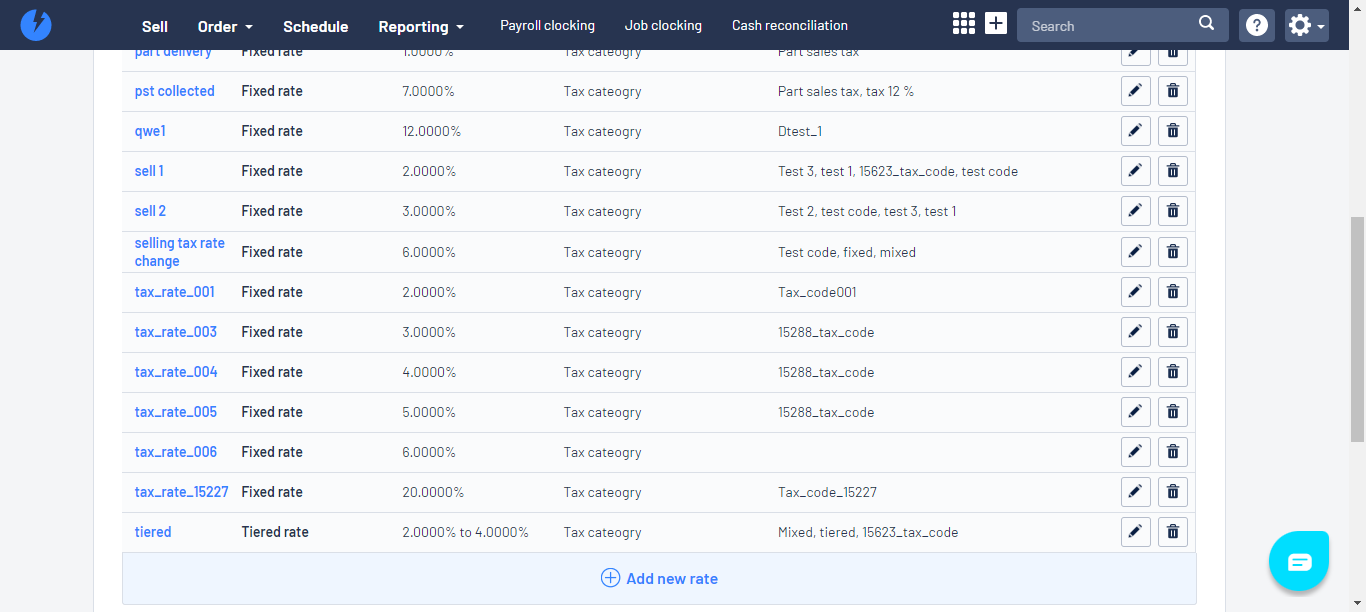 Sell Order Schedule Reporting Payroll clocking Job clocking Cash reconciliation Search
part delivery Fixed rate 1.0000% Tax cateogry Part sales tax
pst collected Fixed rate 7.0000% Tax cateogry Part sales tax, tax 12 %
qwe1 Fixed rate 12.0000% Tax cateogry Dtest_1
sell 1 Fixed rate 2.0000% Tax cateogry Test 3, test 1, 15623_tax_code, test code
sell 2 Fixed rate 3.0000% Tax cateogry Test 2, test code, test 3, test 1
selling tax rate
change Fixed rate 6.0000% Tax cateogry Test code, fixed, mixed
tax_rate_001 Fixed rate 2.0000% Tax cateogry Tax_code001
tax_rate_003 Fixed rate 3.0000% Tax cateogry 15288_tax_code
tax_rate_004 Fixed rate 4.0000% Tax cateogry 15288_tax_code
tax_rate_005 Fixed rate 5.0000% Tax cateogry 15288_tax_code
tax_rate_006 Fixed rate 6.0000% Tax cateogry
tax_rate_15227 Fixed rate 20.0000% Tax cateogry Tax_code_15227
tiered Tiered rate 2.0000% to 4.0000% Tax cateogry Mixed, tiered, 15623_tax_code
Add new rate